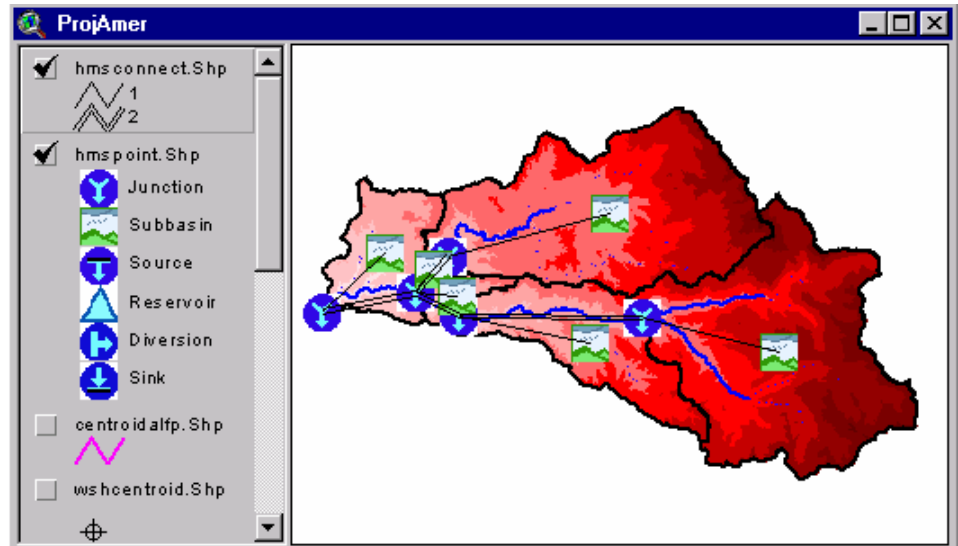 ProjAmer
hmsconnect.Shp
1
2
hmspoint.Shp
Junction
Subbasin
Source
Reservoir
Diversion
Sink
centroidalfp.Shp
wshcentroid.Shp